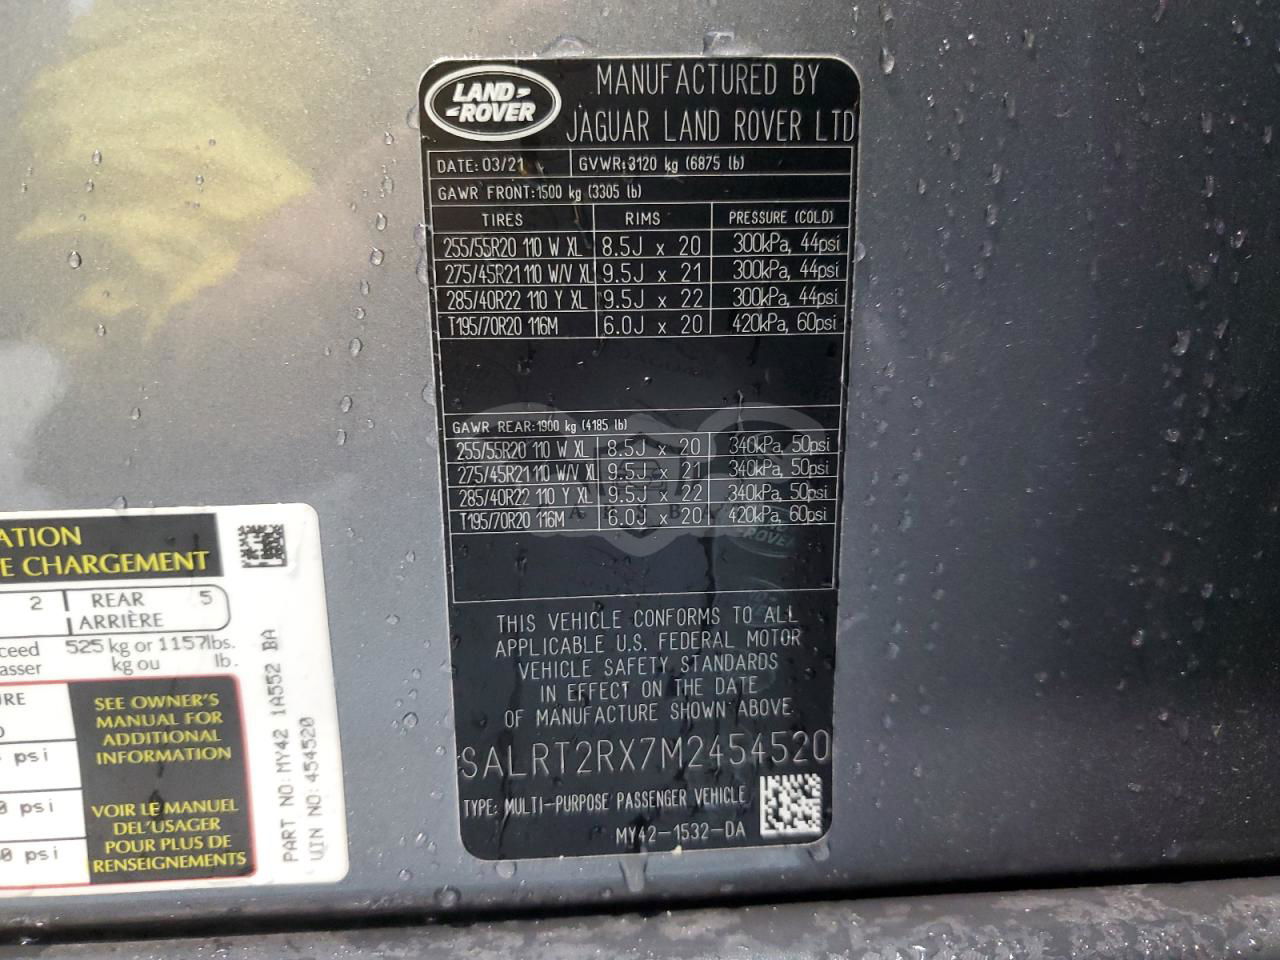 LAND-
-ROVER
MANUFACTURED BY
JAGUAR LAND ROVER LTD
DATE: 03/21 GVWR:3120 kg (6875 lb)
GAWR FRONT:1500 kg (3305 lb)
TIRES RIMS PRESSURE (COLD)
255/55R20 110 W XL 8.5J x 20 300kPa, 44psi
275/45R21 110 W/V XL 9.5J x 21 300kPa, 44psi
285/40R22 110 Y XL 9.5J x 22 300kPa, 44psi
T195/70R20 116M 6.0J x 20 420kPa, 60psi
GAWR REAR:1900 kg (4185 lb)
255/55R20 110 W XL 8.5J x 20 340kPa, 50psi
275/45R21 110 W/V XL 9.5J x 21 340kPa, 50psi
285/40R22 110 Y XL 9.5J x 22 340kPa, 50psi
T195/70R20 116M 6.0J x 20 420kPa, 60psi
THIS VEHICLE CONFORMS TO ALL
APPLICABLE U.S. FEDERAL MOTOR
VEHICLE SAFETY STANDARDS
IN EFFECT ON THE DATE
OF MANUFACTURE SHOWN ABOVE.
SALRT2RX7M2454520
TYPE: MULTI-PURPOSE PASSENGER VEHICLE
MY42-1532-DA
ATION
E CHARGEMENT
2 REAR 5
ARRIÈRE
ceed 525 kg or 1157lbs.
asser kg ou lb.
RE
psi
0 psi
0 psi
SEE OWNER'S
MANUAL FOR
ADDITIONAL
INFORMATION
VOIR LE MANUEL
DEL'USAGER
POUR PLUS DE
RENSEIGNEMENTS
PART NO:MY42 1A552 BA
VIN NO:454520